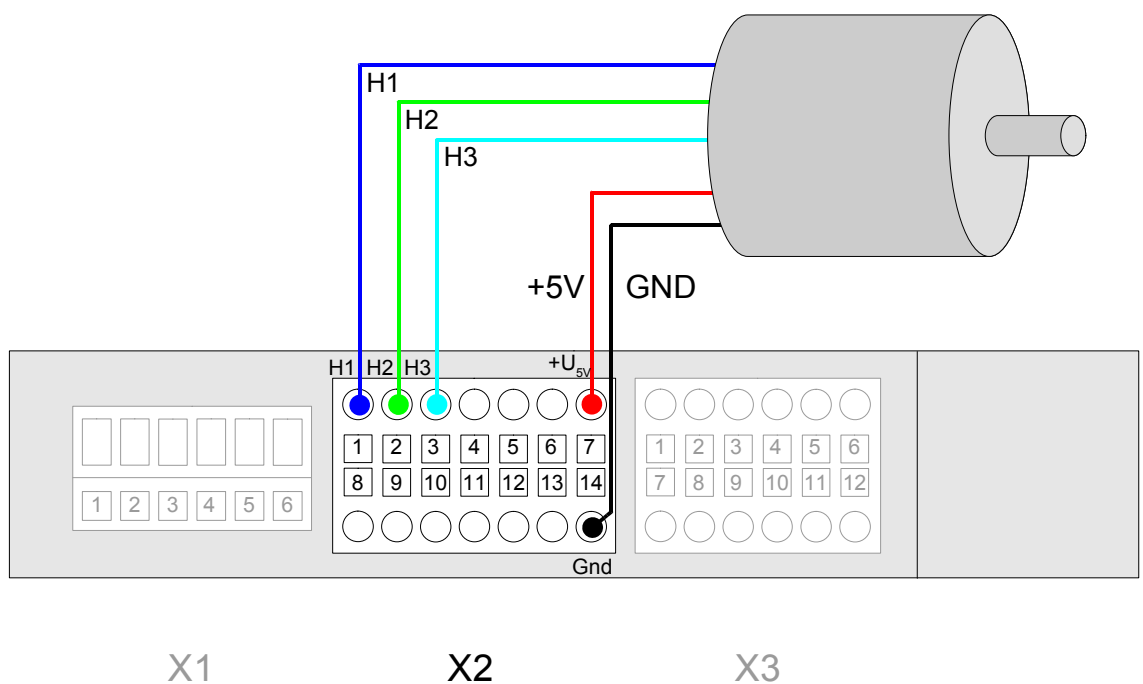 H1
H2
H3
+5V GND
H1 H2 H3 +U5V
1 2 3 4 5 6 7
8 9 10 11 12 13 14
Gnd
1 2 3 4 5 6
1 2 3 4 5 6
7 8 9 10 11 12
X1 X2 X3